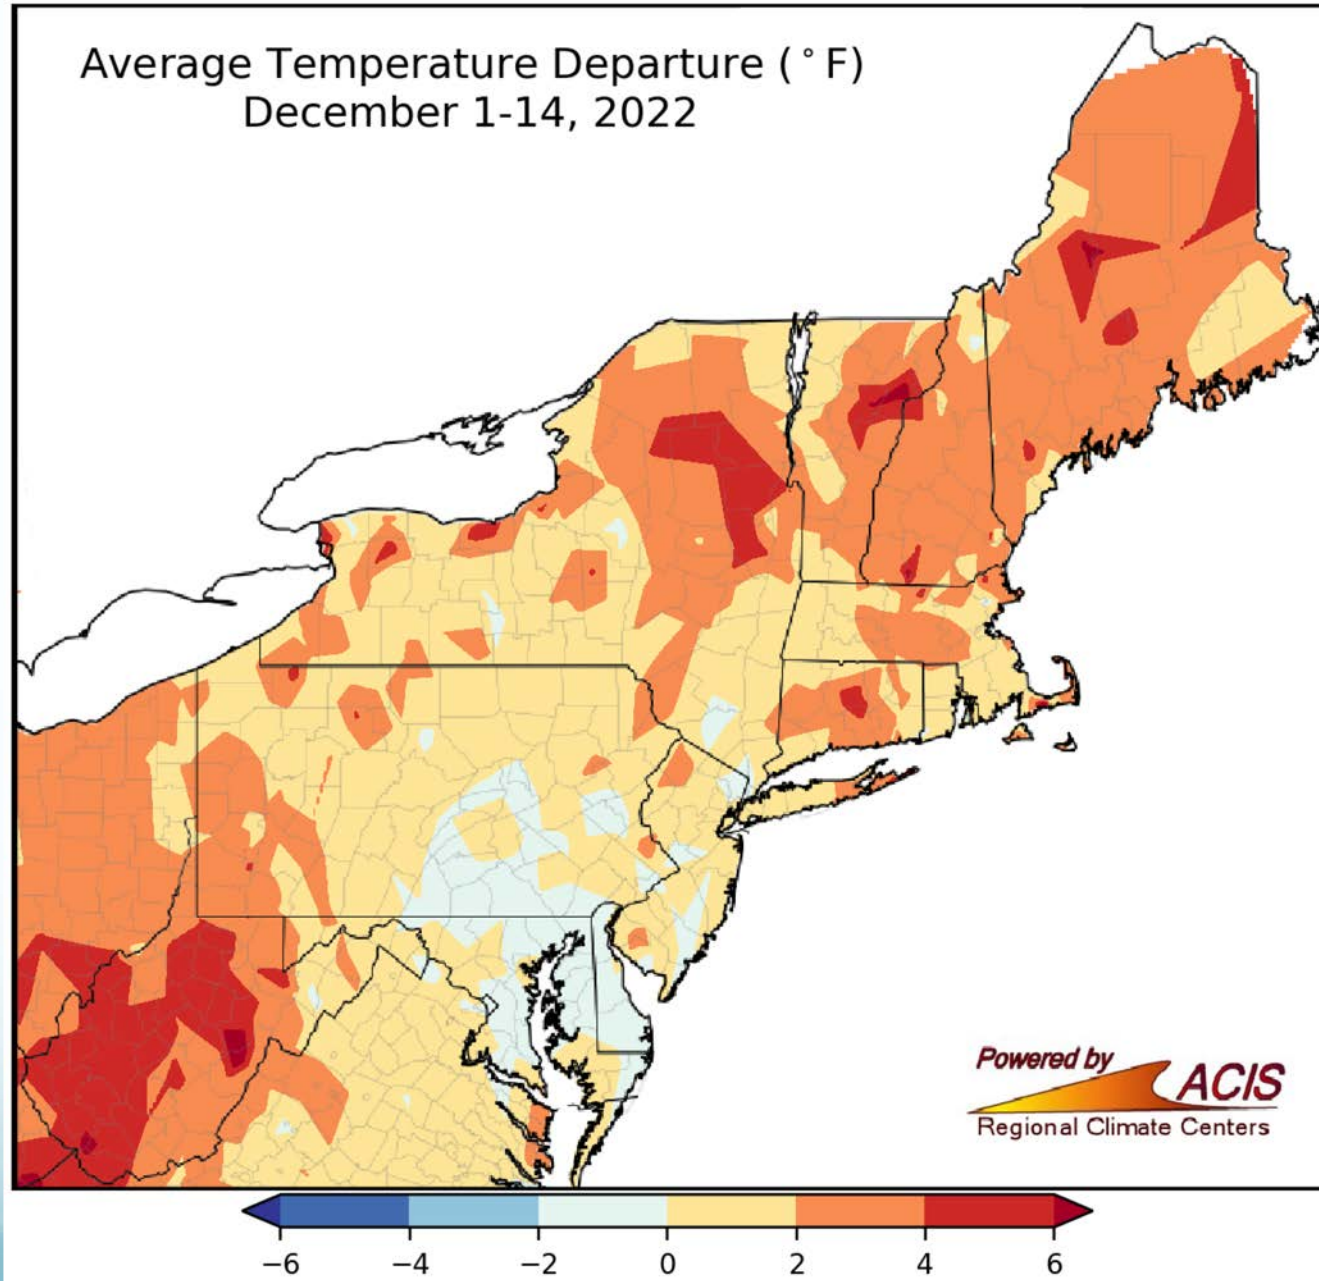 Average Temperature Departure (°F)
December 1-14, 2022
Powered by
ACIS
Regional Climate Centers
−6 −4 −2 0 2 4 6